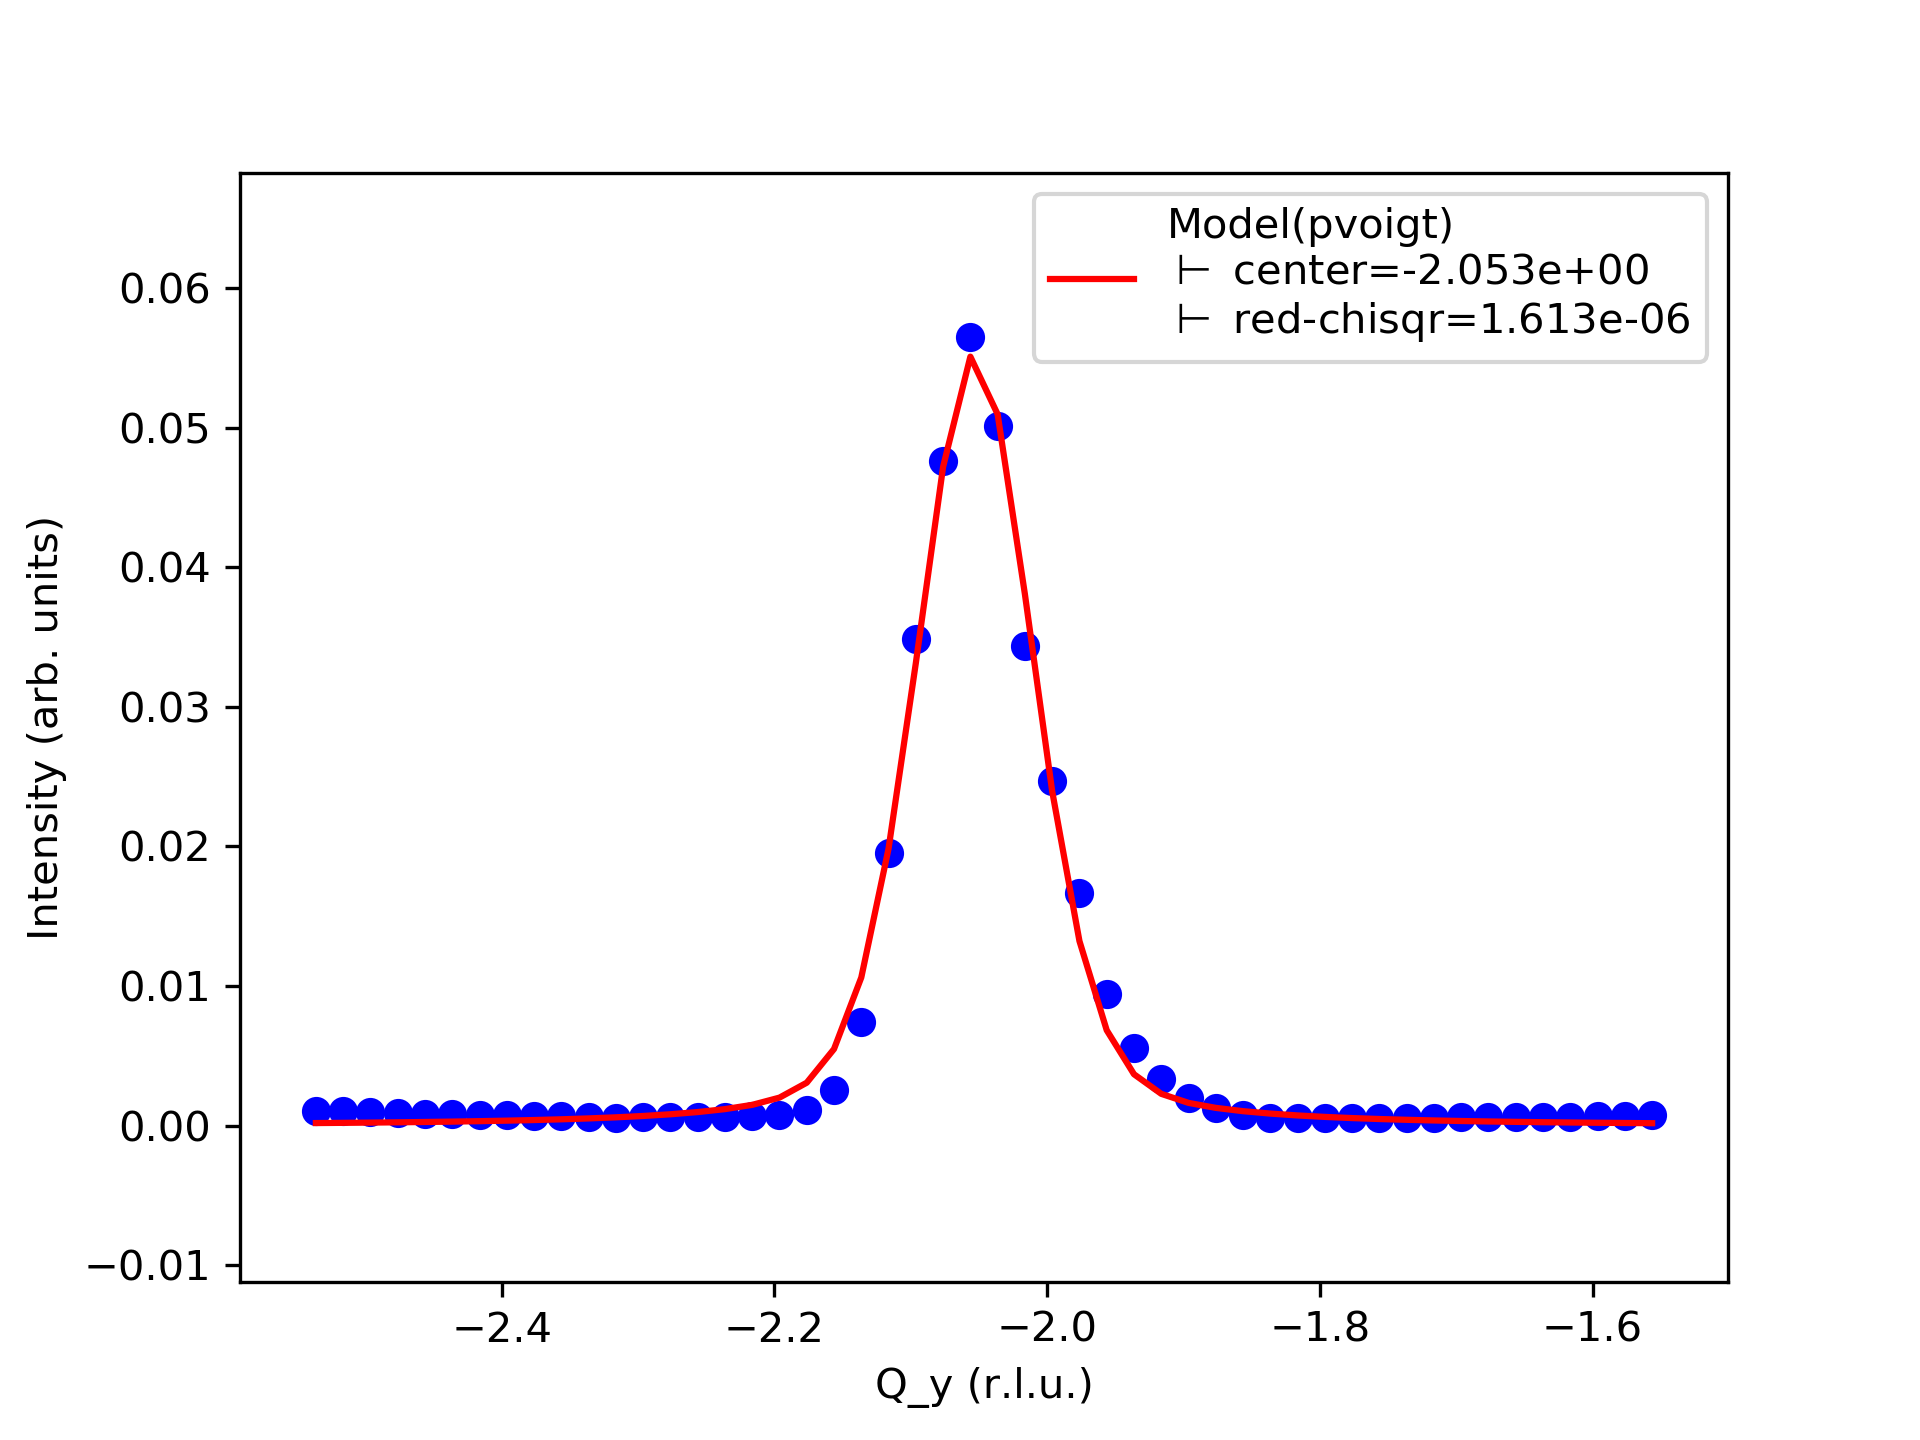 Model(pvoigt)
⊢ center=-2.053e+00
⊢ red-chisqr=1.613e-06
0.06
0.05
0.04
0.03
0.02
0.01
0.00
−0.01
Intensity (arb. units)
−2.4 −2.2 −2.0 −1.8 −1.6
Q_y (r.l.u.)